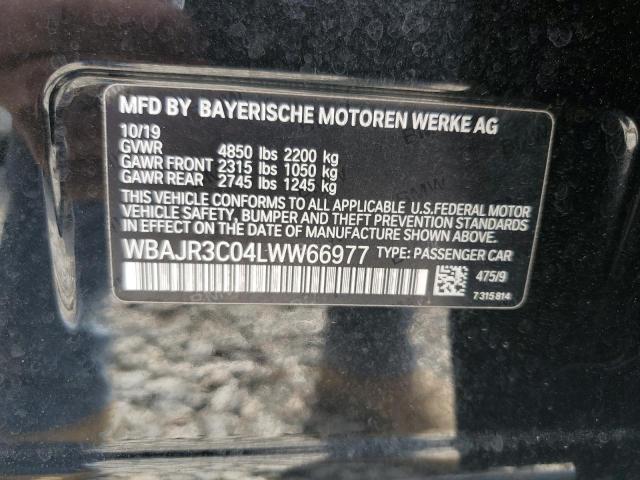 MFD BY BAYERISCHE MOTOREN WERKE AG
10/19
GVWR 4850 lbs 2200 kg
GAWR FRONT 2315 lbs 1050 kg
GAWR REAR 2745 lbs 1245 kg
THIS VEHICLE CONFORMS TO ALL APPLICABLE U.S.FEDERAL MOTOR
VEHICLE SAFETY, BUMPER AND THEFT PREVENTION STANDARDS
IN EFFECT ON THE DATE OF MANUFACTURE SHOWN ABOVE.
WBAJR3C04LWW66977 TYPE: PASSENGER CAR
475/9
7315814